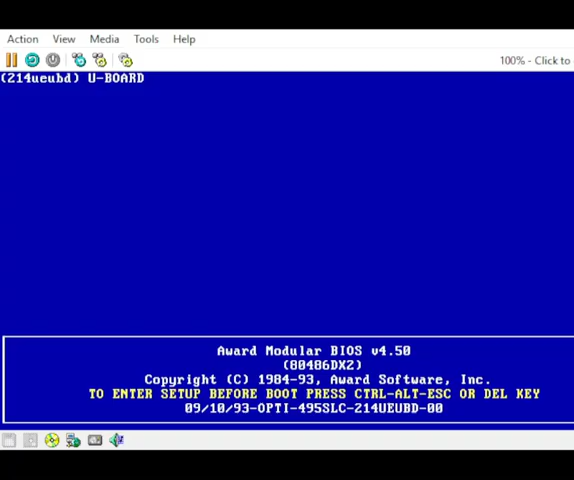 Action View Media Tools Help
100% - Click to
(214ueubd) U-BOARD
Award Modular BIOS v4.50
(80486DX2)
Copyright (C) 1984-93, Award Software, Inc.
TO ENTER SETUP BEFORE BOOT PRESS CTRL-ALT-ESC OR DEL KEY
09/10/93-OPTI-495SLC-214UEUBD-00